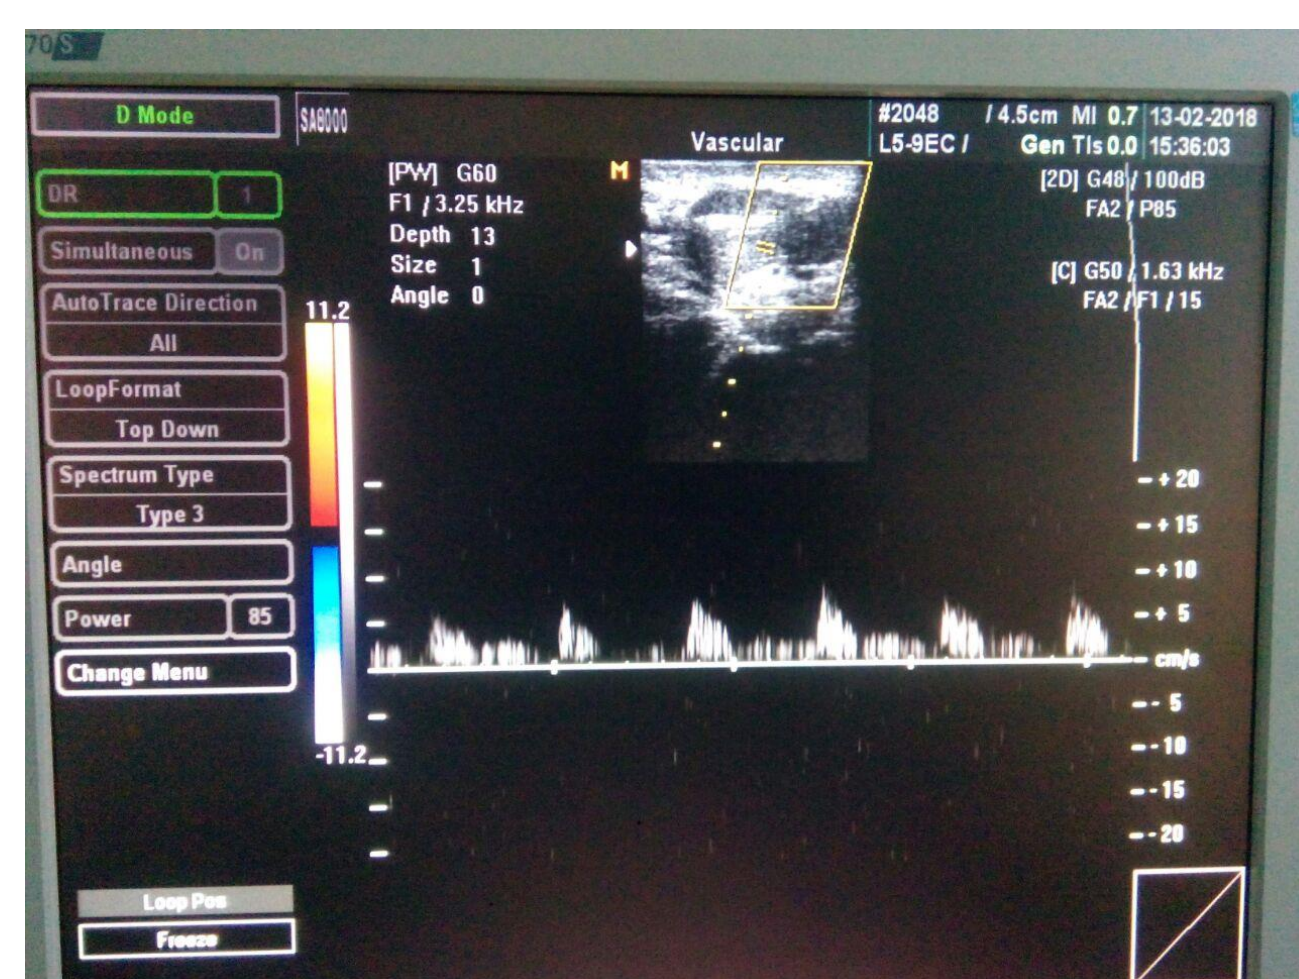 70 S
D Mode
SA8000
#2048 / 4.5cm MI 0.7 13-02-2018
Vascular L5-9EC / Gen TIs 0.0 15:36:03
DR 1
Simultaneous On
AutoTrace Direction
All
LoopFormat
Top Down
Spectrum Type
Type 3
Angle
Power 85
Change Menu
Loop Pos
Freeze
[PW] G60
F1 / 3.25 kHz
Depth 13
Size 1
Angle 0
M
[2D] G48 / 100dB
FA2 / P85
[C] G50 / 1.63 kHz
FA2 / F1 / 15
11.2
-11.2
+ 20
+ 15
+ 10
+ 5
cm/s
- 5
- 10
- 15
- 20